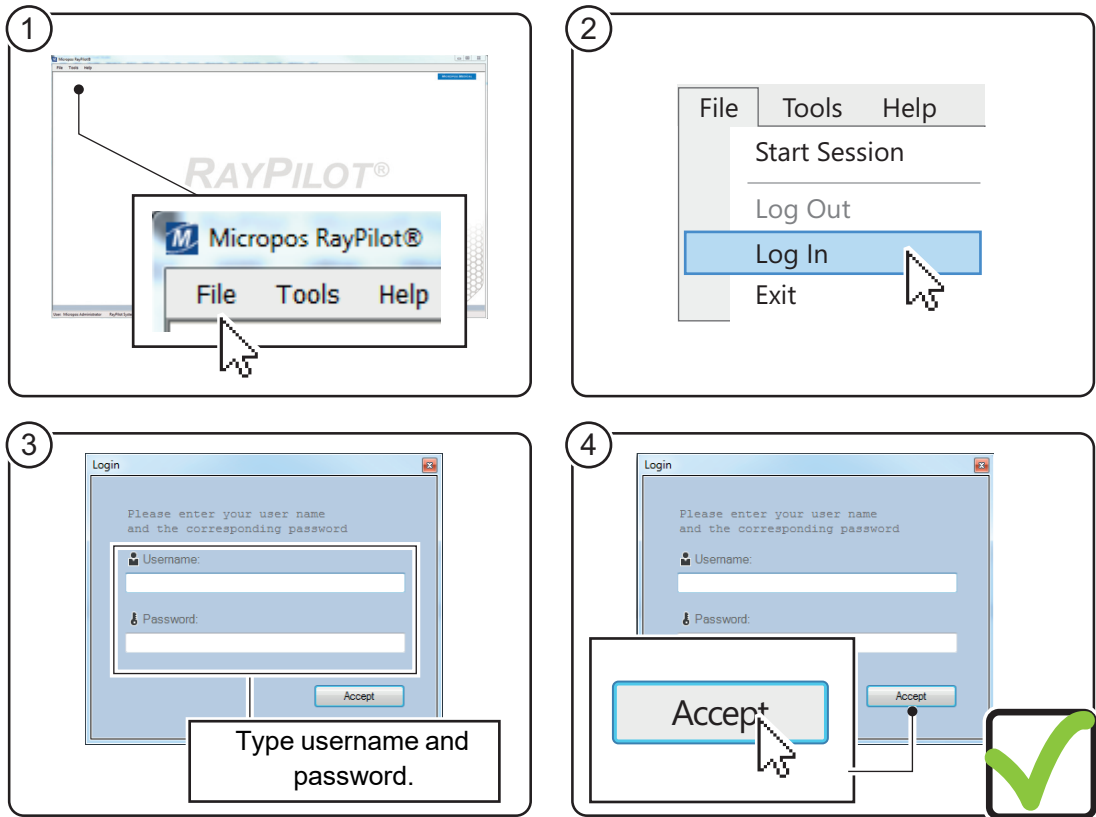 1
Micropos RayPilot®
File Tools Help
RAYPILOT®
Micropos RayPilot®
File Tools Help
2
File Tools Help
Start Session
Log Out
Log In
Exit
3
Login
Please enter your user name
and the corresponding password
Username:
Password:
Accept
Type username and
password.
4
Login
Please enter your user name
and the corresponding password
Username:
Password:
Accept
Accept